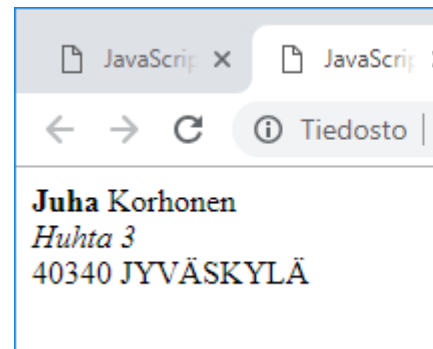 JavaScrip JavaScrip
Tiedosto
Juha Korhonen
Huhta 3
40340 JYVÄSKYLÄ